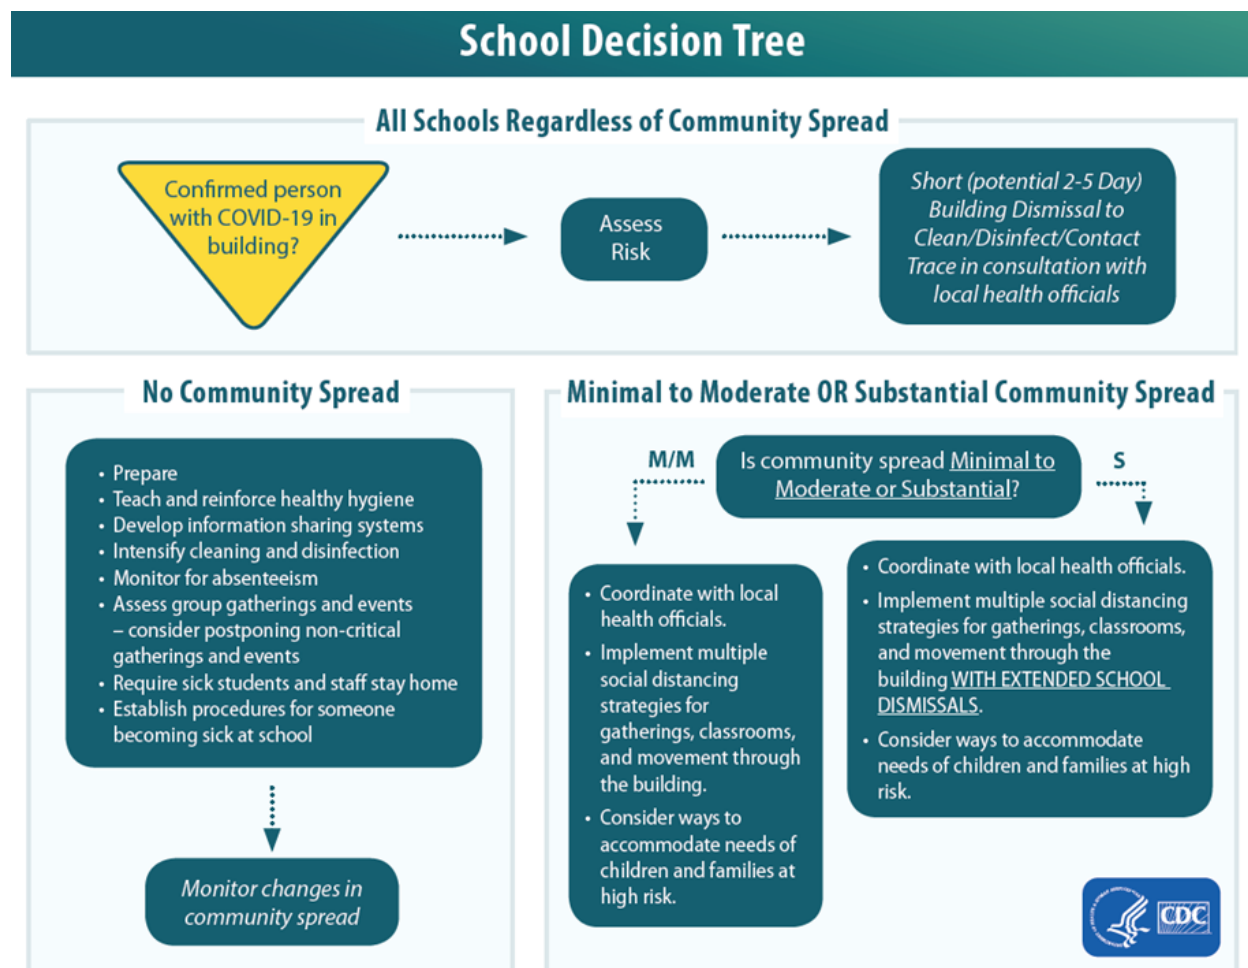 School Decision Tree
All Schools Regardless of Community Spread
Confirmed person
with COVID-19 in
building?
Assess
Risk
Short (potential 2-5 Day)
Building Dismissal to
Clean/Disinfect/Contact
Trace in consultation with
local health officials
No Community Spread
• Prepare
• Teach and reinforce healthy hygiene
• Develop information sharing systems
• Intensify cleaning and disinfection
• Monitor for absenteeism
• Assess group gatherings and events
– consider postponing non-critical
gatherings and events
• Require sick students and staff stay home
• Establish procedures for someone
becoming sick at school
Monitor changes in
community spread
Minimal to Moderate OR Substantial Community Spread
Is community spread Minimal to
Moderate or Substantial?
M/M
• Coordinate with local
health officials.
• Implement multiple
social distancing
strategies for
gatherings, classrooms,
and movement through
the building.
• Consider ways to
accommodate needs of
children and families at
high risk.
S
• Coordinate with local health officials.
• Implement multiple social distancing
strategies for gatherings, classrooms,
and movement through the
building WITH EXTENDED SCHOOL
DISMISSALS.
• Consider ways to accommodate
needs of children and families at high
risk.
CDC